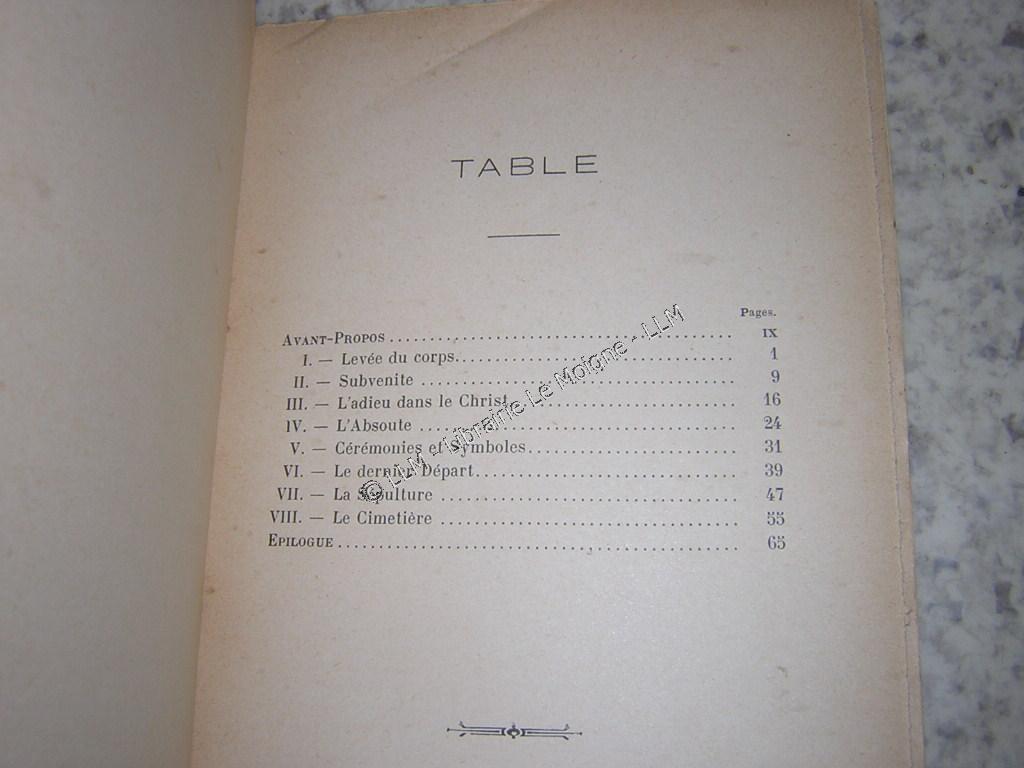 TABLE
Pages.
AVANT-PROPOS ........................................ IX
I. — Levée du corps.................................. 1
II. — Subvenite ..................................... 9
III. — L'adieu dans le Christ........................ 16
IV. — L'Absoute ..................................... 24
V. — Cérémonies et Symboles.......................... 31
VI. — Le dernier Départ.............................. 39
VII. — La Sépulture ................................. 47
VIII. — Le Cimetière ................................ 55
EPILOGUE ............................................ 65
© LLM - Librairie Le Moigne - LLM